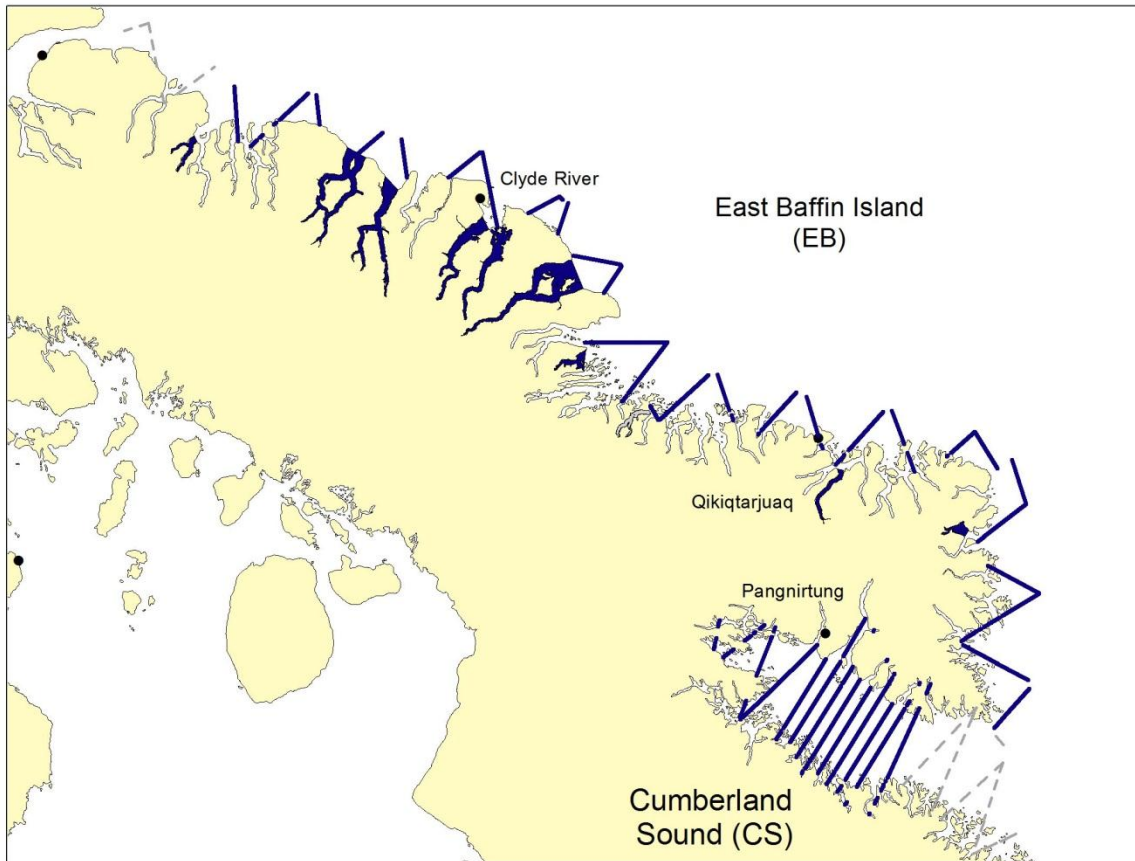 Clyde River
East Baffin Island
(EB)
Qikiqtarjuaq
Pangnirtung
Cumberland
Sound (CS)